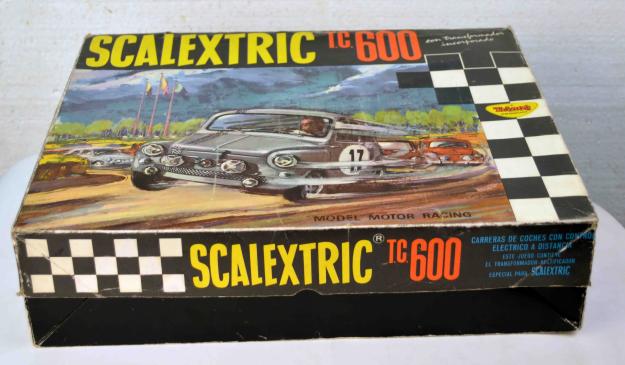 SCALEXTRIC T.C. 600
con transformador
incorporado
17
MODEL MOTOR RACING
SCALEXTRIC® TC 600
CARRERAS DE COCHES CON CONTROL
ELECTRICO A DISTANCIA
ESTE JUEGO CONTIENE
EL TRANSFORMADOR-RECTIFICADOR
ESPECIAL PARA SCALEXTRIC